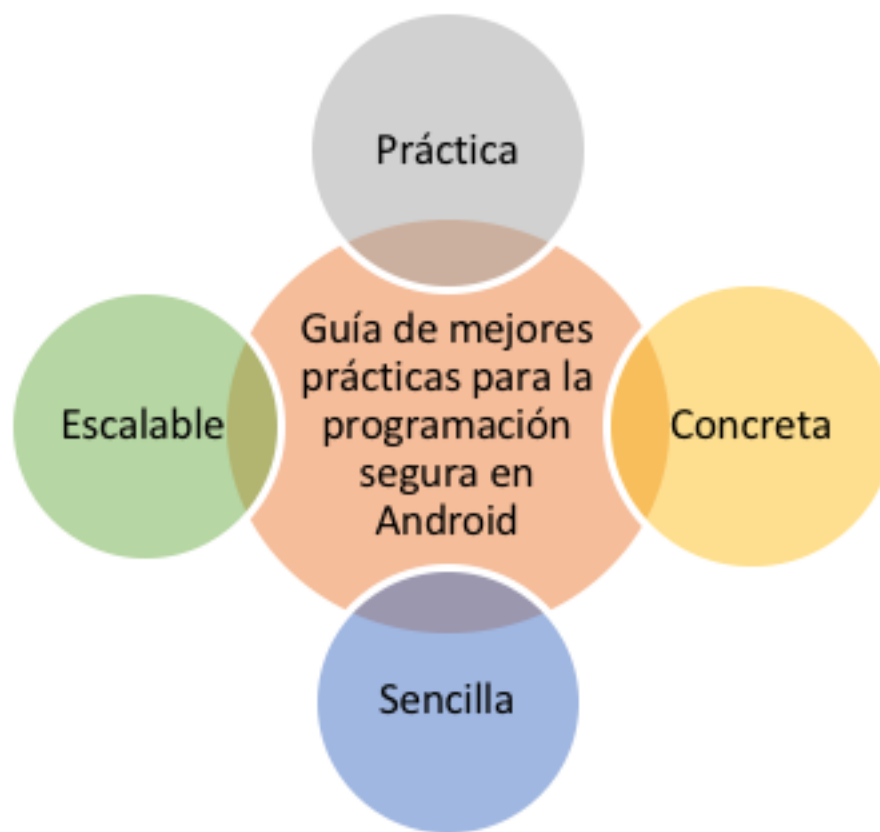 Práctica
Guía de mejores
prácticas para la
programación
segura en
Android
Escalable
Concreta
Sencilla